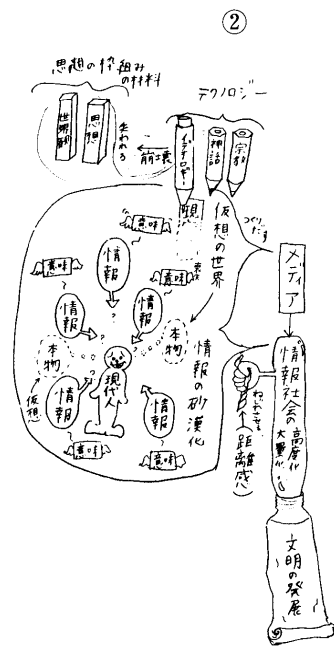 ②
思想の枠組み
の材料
世界観
思想
失われる
崩壊
テクノロジー
イデオロギー
神話
宗教
仮想の世界
つくりだす
メディア
意味
情報
意味
情報
意味
情報
本物
本物
仮想
現代人
情報
意味
情報
意味
情報の砂漠化
距離感
情報社会の高度化
大量化
文明の発展